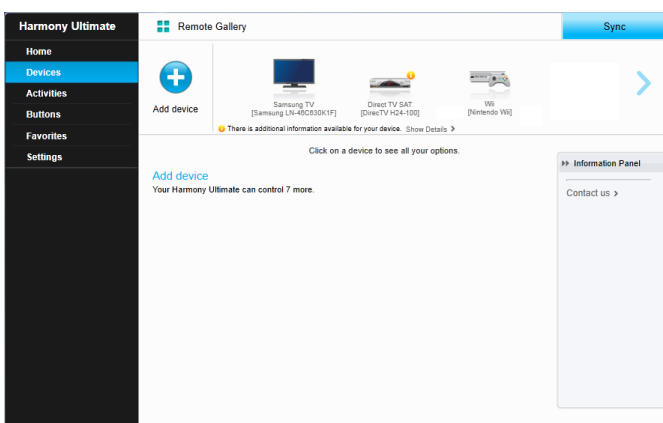 Harmony Ultimate
Remote Gallery
Sync
Home
Devices
Activities
Buttons
Favorites
Settings
Add device
Samsung TV
[Samsung LN-46C630K1F]
Direct TV SAT
[DirecTV H24-100]
Wii
[Nintendo Wii]
There is additional information available for your device. Show Details >
Click on a device to see all your options.
Add device
Your Harmony Ultimate can control 7 more.
Information Panel
Contact us >